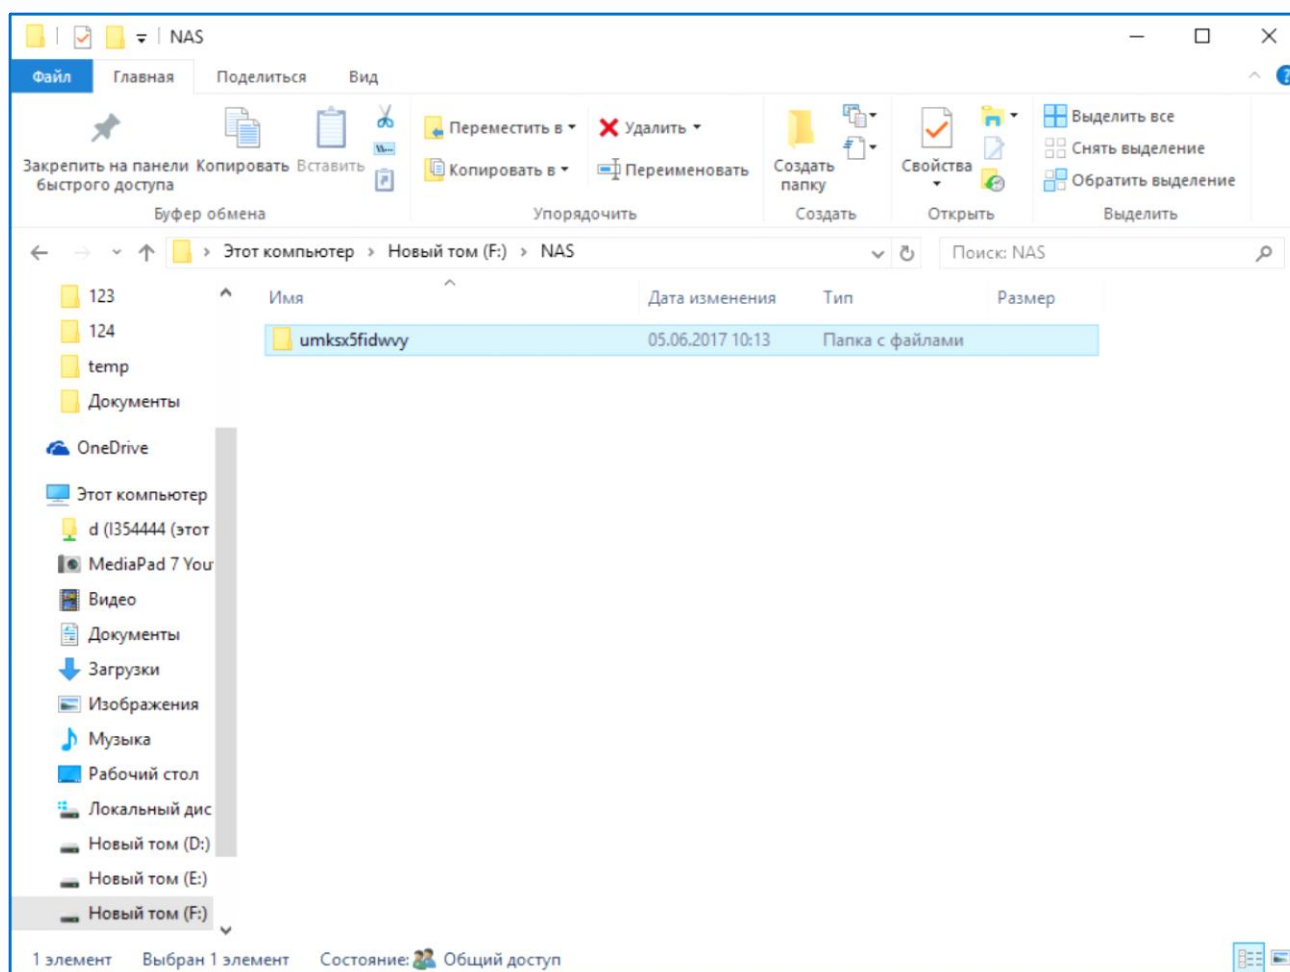 NAS
Файл Главная Поделиться Вид
Выделить все
Переместить в Удалить
Снять выделение
Закрепить на панели Копировать Вставить Копировать в Переименовать Создать Свойства
быстрого доступа папку Обратить выделение
Буфер обмена Упорядочить Создать Открыть Выделить
Этот компьютер > Новый том (F:) > NAS Поиск: NAS
123 Имя Дата изменения Тип Размер
124 umksx5fidwvy 05.06.2017 10:13 Папка с файлами
temp
Документы
OneDrive
Этот компьютер
d (I354444 (этот
MediaPad 7 You
Видео
Документы
Загрузки
Изображения
Музыка
Рабочий стол
Локальный дис
Новый том (D:)
Новый том (E:)
Новый том (F:)
1 элемент Выбран 1 элемент Состояние: Общий доступ